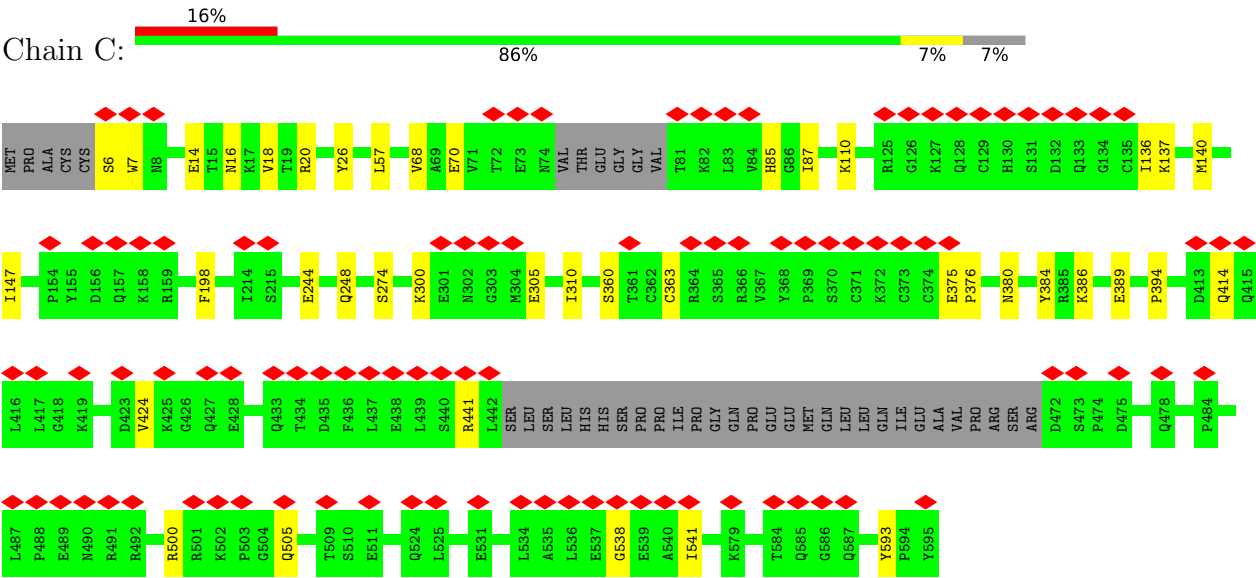 16%
Chain C:
86% 7% 7%
MET PRO ALA CYS CYS S6 W7 N8 E14 T15 N16 K17 V18 T19 R20 Y26 L57 V68 A69 E70 V71 T72 E73 N74 VAL THR GLU GLY GLY VAL T81 K82 L83 V84 H85 G86 I87 K110 R125 G126 K127 Q128 C129 H130 S131 D132 Q133 G134 C135 I136 K137 M140
I147 P154 Y155 D156 Q157 K158 R159 F198 I214 S215 E244 Q248 S274 K300 E301 N302 G303 M304 E305 I310 S360 T361 C362 C363 R364 S365 R366 V367 Y368 P369 S370 C371 K372 C373 C374 E375 P376 N380 Y384 R385 K386 E389 P394 D413 Q414 Q415
L416 L417 G418 K419 D423 V424 K425 G426 Q427 E428 Q433 T434 D435 F436 L437 E438 L439 S440 R441 L442 SER LEU SER LEU HIS HIS SER PRO PRO ILE PRO GLY GLN PRO GLU GLU MET GLN LEU LEU GLN ILE GLU ALA VAL PRO ARG SER ARG D472 S473 P474 D475 Q478 P484
L487 P488 E489 N490 R491 R492 R500 R501 K502 P503 G504 Q505 T509 S510 E511 Q524 L525 E531 L534 A535 L536 E537 G538 E539 A540 I541 K579 T584 Q585 G586 Q587 Y593 P594 Y595